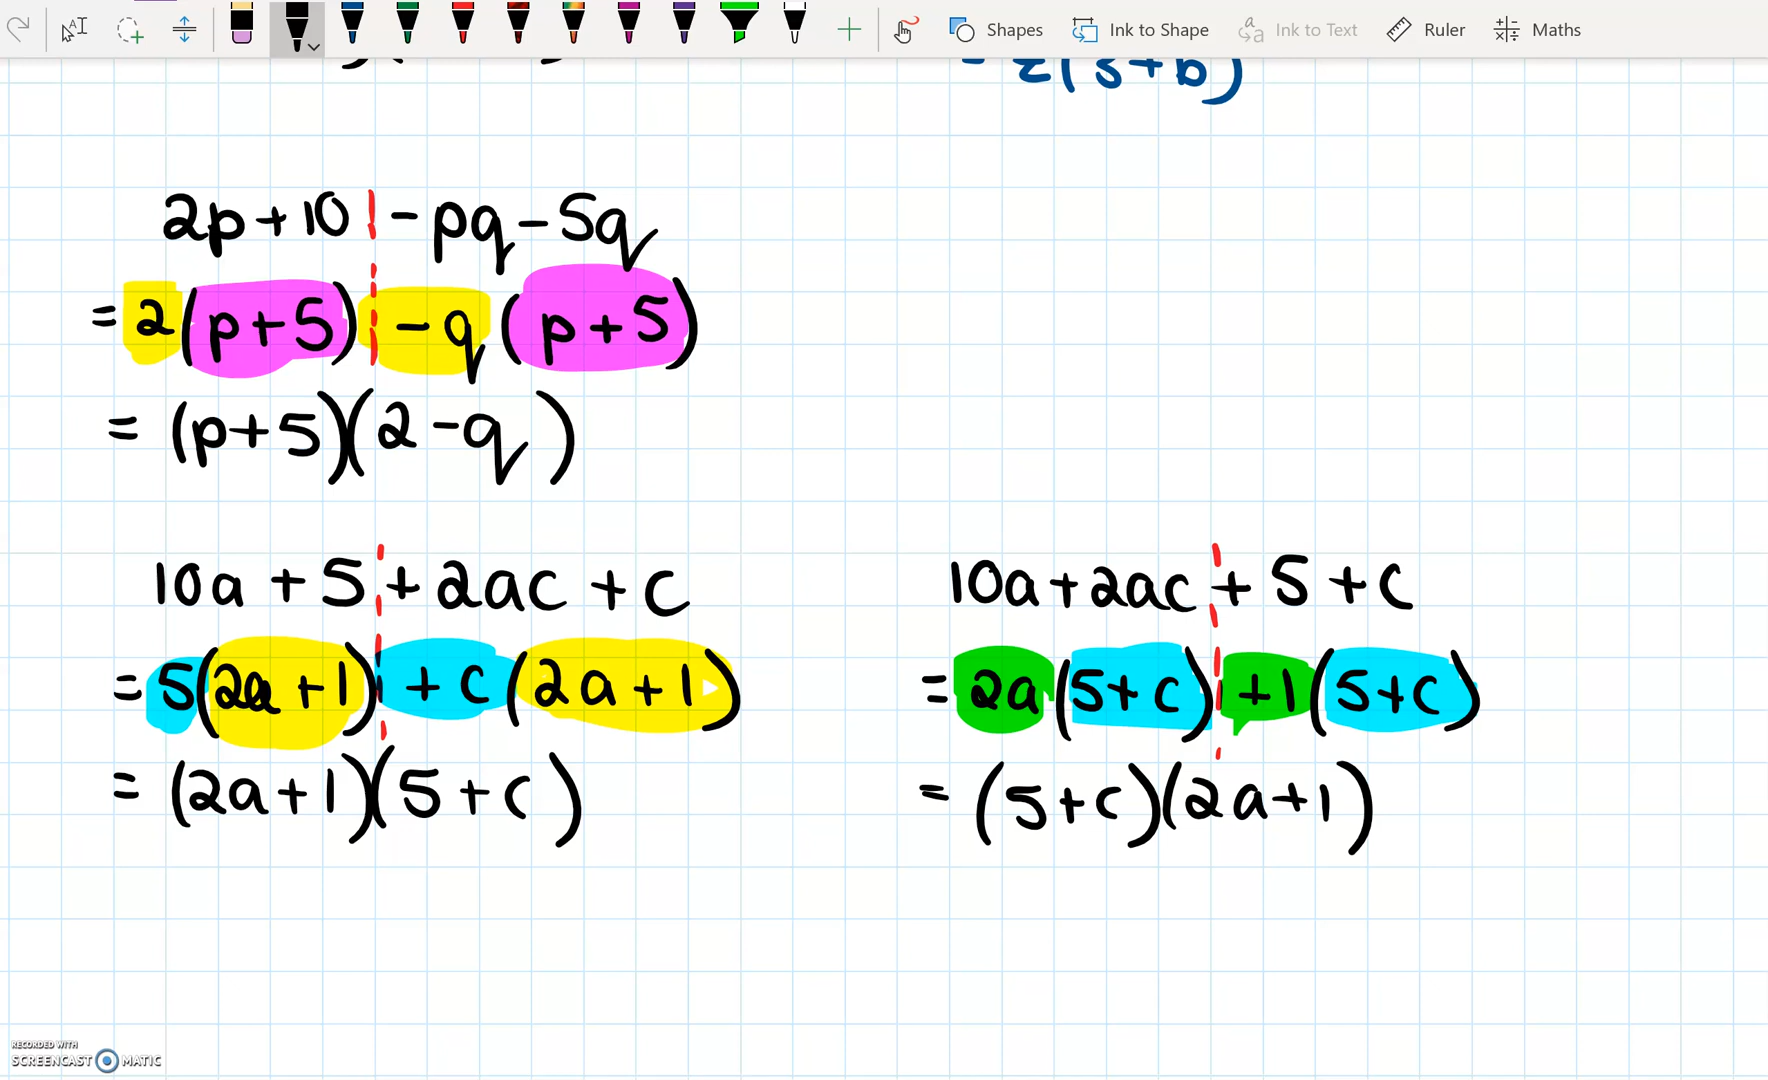 Shapes Ink to Shape Ink to Text Ruler Maths
= 2(3+b)
2p+10 - pq - 5q
= 2(p+5) - q(p+5)
= (p+5)(2-q)
10a + 5 + 2ac + c
= 5(2a+1) + c(2a+1)
= (2a+1)(5+c)
10a+2ac + 5 + c
= 2a(5+c) +1(5+c)
= (5+c)(2a+1)
RECORDED WITH
SCREENCAST MATIC